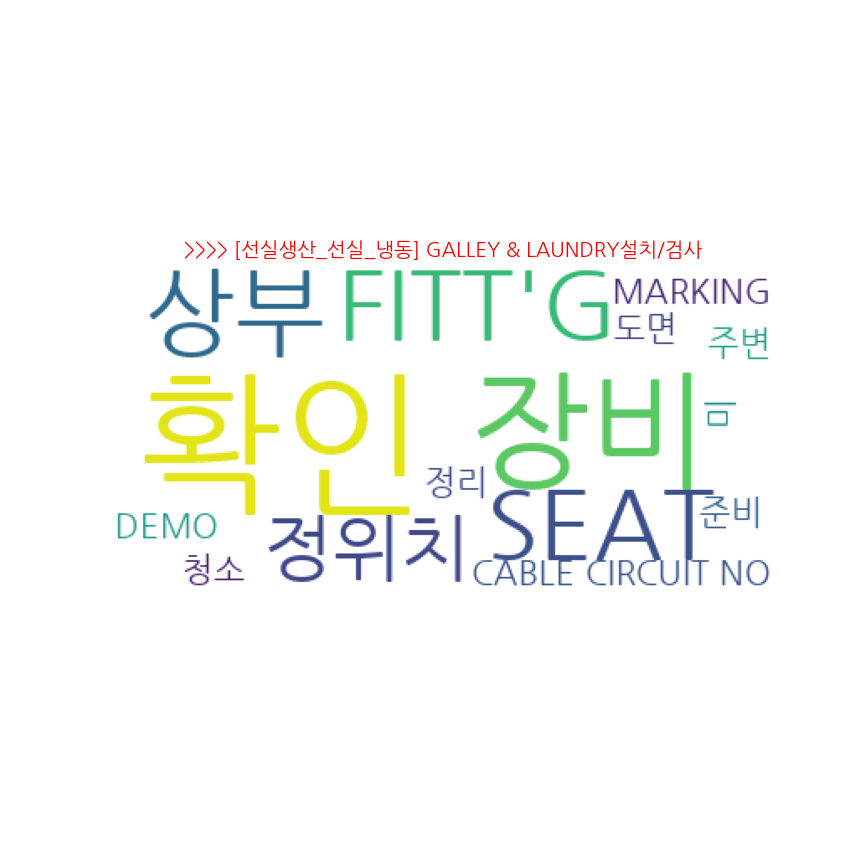 >>>> [선실생산_선실_냉동] GALLEY & LAUNDRY설치/검사
상부 FITT'G MARKING
도면 주변
확인 장비 ㅁ
정리
DEMO 정위치 SEAT 준비
청소 CABLE CIRCUIT NO